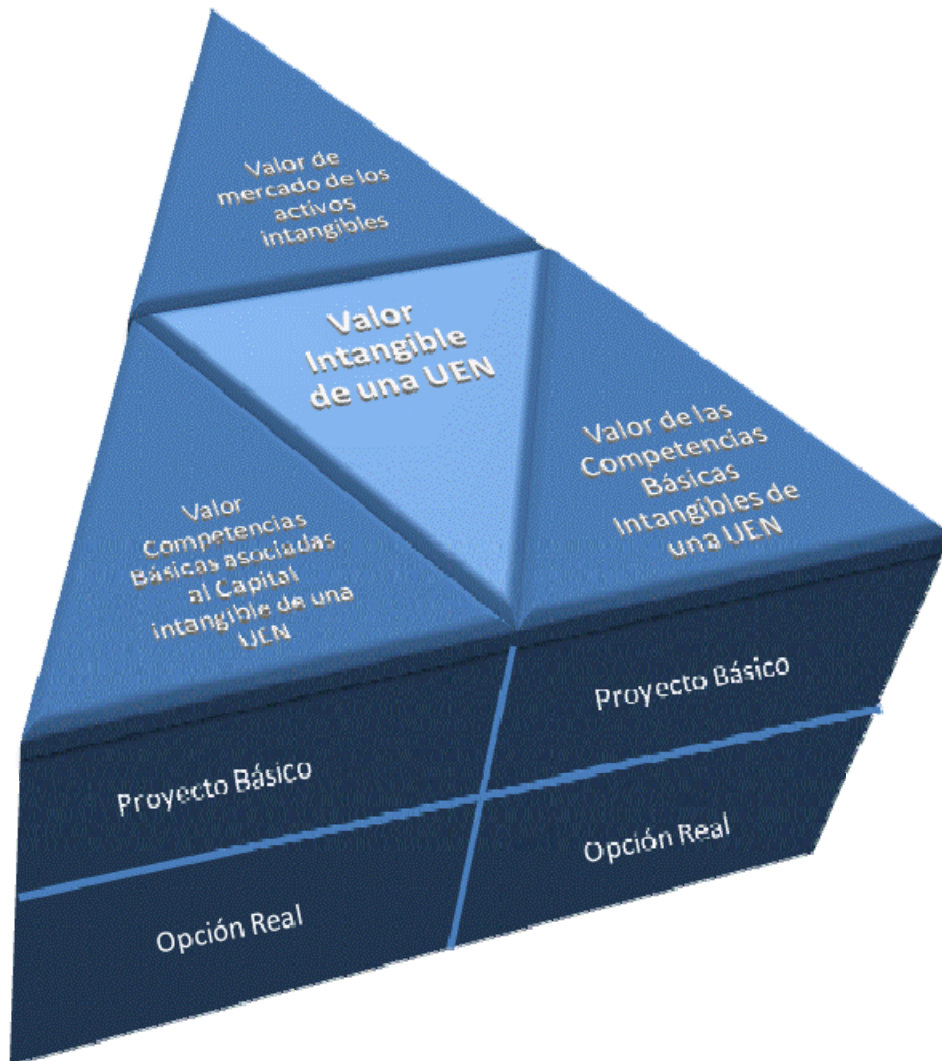 Valor de
mercado de los
activos
intangibles
Valor
Intangible
de una UEN
Valor de las
Competencias
Básicas
Intangibles de
una UEN
Valor
Competencias
Básicas asociadas
al Capital
intangible de una
UEN
Proyecto Básico
Proyecto Básico
Opción Real
Opción Real